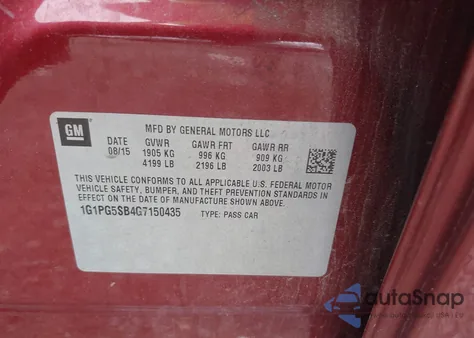 GM
MFD BY GENERAL MOTORS LLC
DATE GVWR GAWR FRT GAWR RR
08/15 1905 KG 996 KG 909 KG
4199 LB 2196 LB 2003 LB
THIS VEHICLE CONFORMS TO ALL APPLICABLE U.S. FEDERAL MOTOR
VEHICLE SAFETY, BUMPER, AND THEFT PREVENTION STANDARDS IN
EFFECT ON THE DATE OF MANUFACTURE SHOWN ABOVE.
1G1PG5SB4G7150435 TYPE: PASS CAR
autoSnap